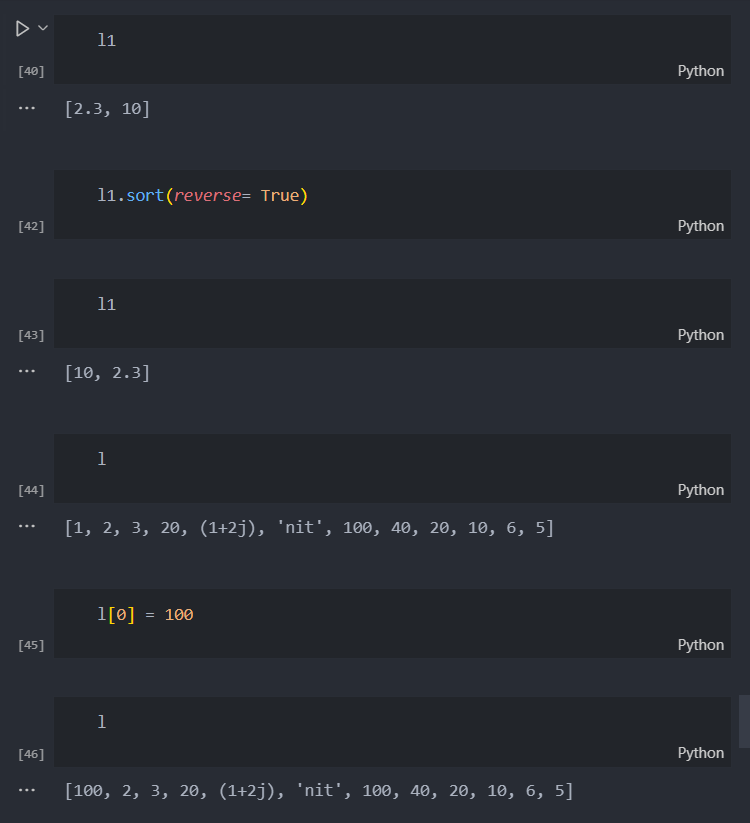 l1
[40]
Python
[2.3, 10]
l1.sort(reverse= True)
[42]
Python
l1
[43]
Python
[10, 2.3]
l
[44]
Python
[1, 2, 3, 20, (1+2j), 'nit', 100, 40, 20, 10, 6, 5]
l[0] = 100
[45]
Python
l
[46]
Python
[100, 2, 3, 20, (1+2j), 'nit', 100, 40, 20, 10, 6, 5]